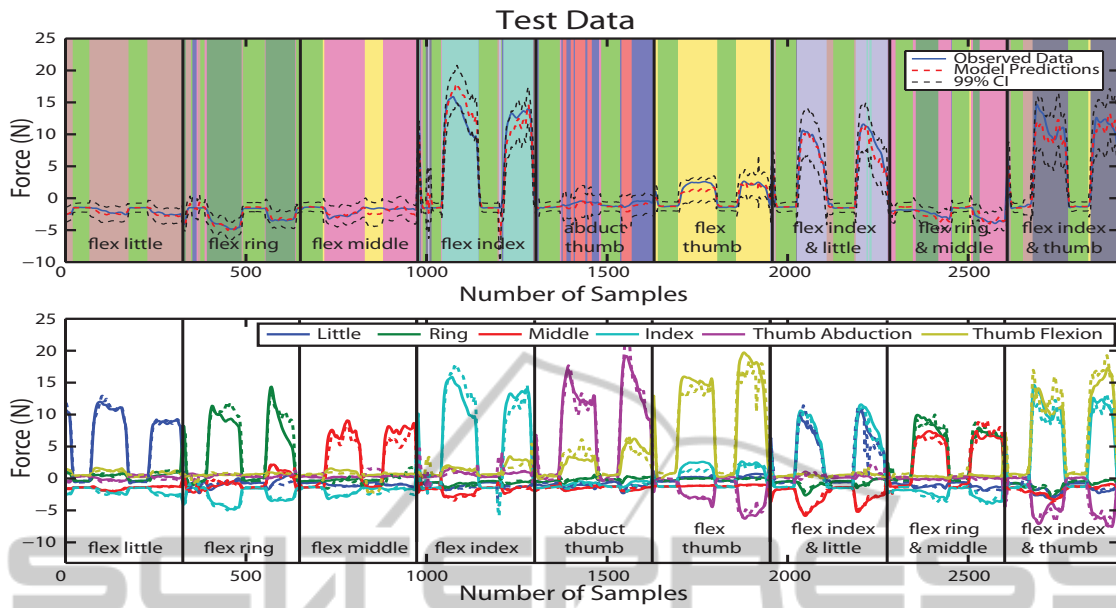 Test Data
25
20
15
10
5
0
−5
−10
Force (N)
Observed Data
Model Predictions
99% CI
flex little
flex ring
flex middle
flex index
abduct
thumb
flex
thumb
flex index
& little
flex ring
& middle
flex index
& thumb
0 500 1000 1500 2000 2500
Number of Samples
25
20
15
10
5
0
−5
−10
Force (N)
Little Ring Middle Index Thumb Abduction Thumb Flexion
flex little
flex ring
flex middle
flex index
abduct
thumb
flex
thumb
flex index
& little
flex ring
& middle
flex index
& thumb
0 500 1000 1500 2000 2500
Number of Samples